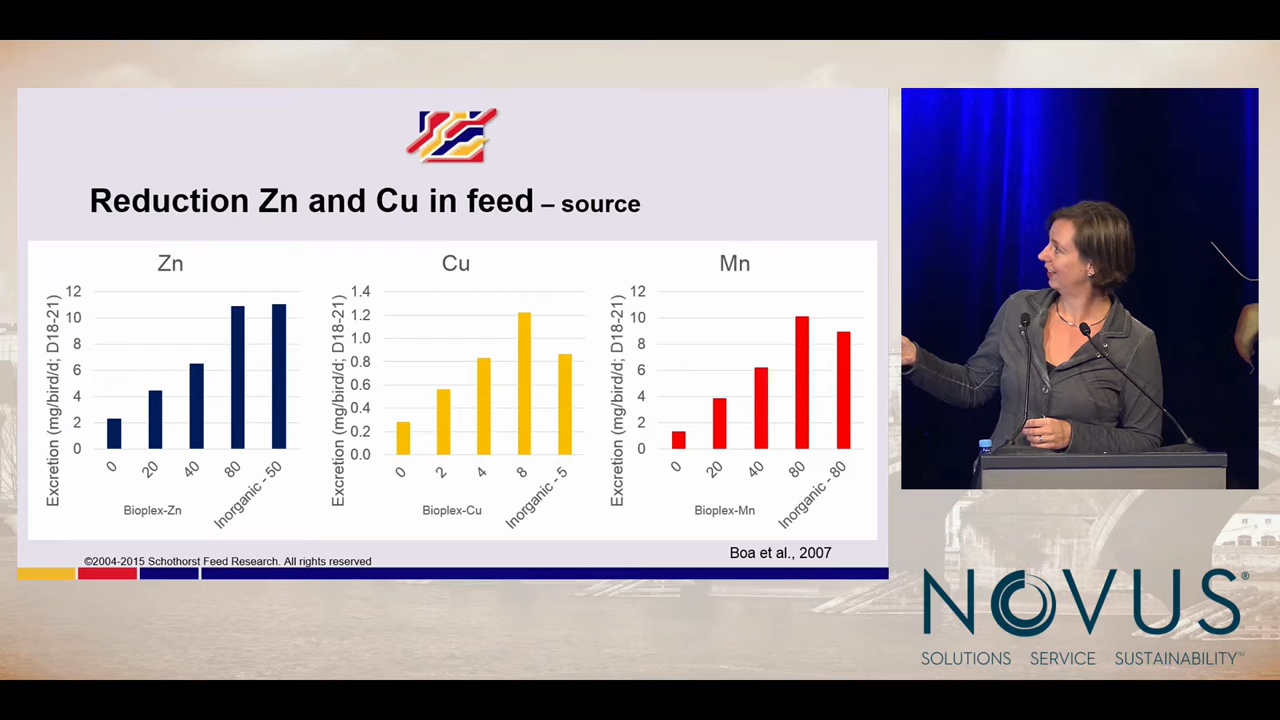 Reduction Zn and Cu in feed – source
Zn
Excretion (mg/bird/d; D18-21)
12
10
8
6
4
2
0
0
20
40
80
Inorganic - 50
Bioplex-Zn
Cu
Excretion (mg/bird/d; D18-21)
1.4
1.2
1.0
0.8
0.6
0.4
0.2
0.0
0
2
4
8
Inorganic - 5
Bioplex-Cu
Mn
Excretion (mg/bird/d; D18-21)
12
10
8
6
4
2
0
0
20
40
80
Inorganic - 80
Bioplex-Mn
Boa et al., 2007
©2004-2015 Schothorst Feed Research. All rights reserved
NOVUS®
SOLUTIONS SERVICE SUSTAINABILITY™